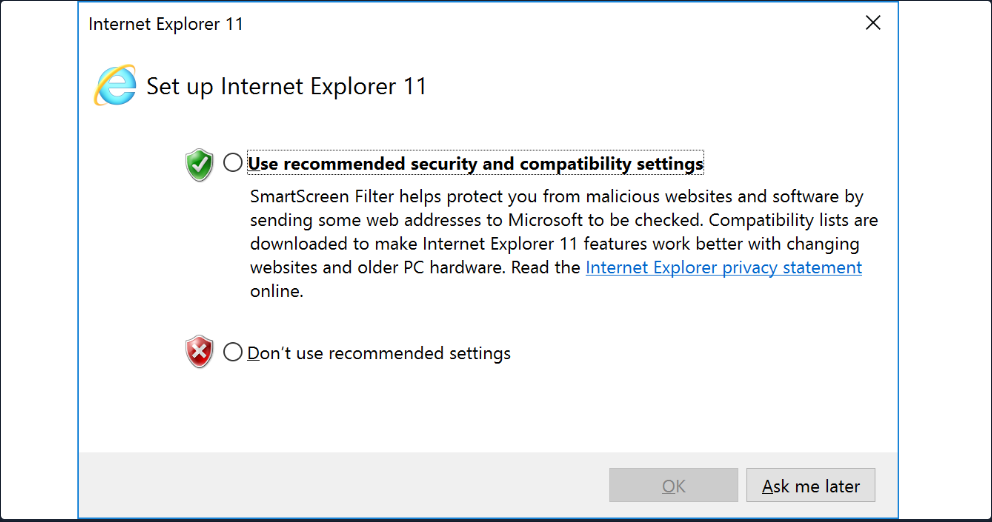 Internet Explorer 11
Set up Internet Explorer 11
Use recommended security and compatibility settings
SmartScreen Filter helps protect you from malicious websites and software by
sending some web addresses to Microsoft to be checked. Compatibility lists are
downloaded to make Internet Explorer 11 features work better with changing
websites and older PC hardware. Read the Internet Explorer privacy statement
online.
Don't use recommended settings
OK
Ask me later